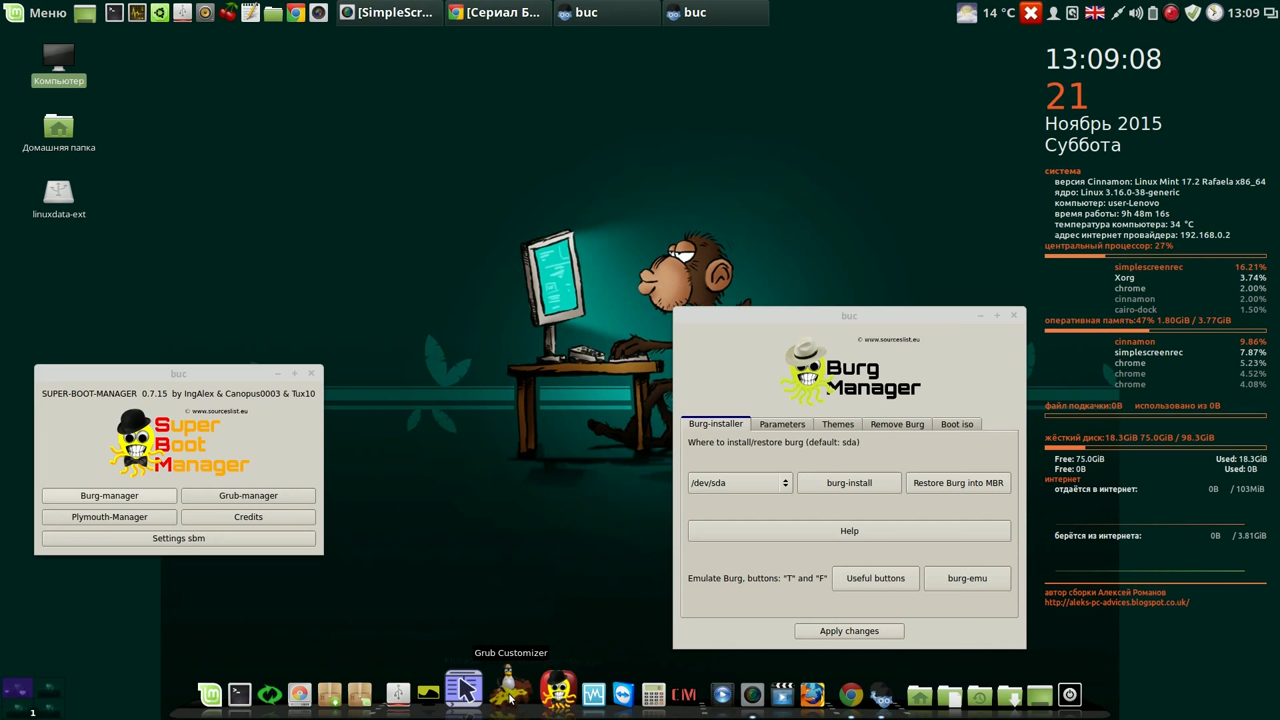 Меню
[SimpleScr...
[Сериал Б...
buc
buc
14 °C
13:09
Компьютер
Домашняя папка
linuxdata-ext
13:09:08
21
Ноябрь 2015
Суббота
система
версия Cinnamon: Linux Mint 17.2 Rafaela x86_64
ядро: Linux 3.16.0-38-generic
компьютер: user-Lenovo
время работы: 9h 48m 16s
температура компьютера: 34 °C
адрес интернет провайдера: 192.168.0.2
центральный процессор: 27%
simplescreenrec 16.21%
Xorg 3.74%
chrome 2.00%
cinnamon 2.00%
cairo-dock 1.50%
оперативная память:47% 1.80GiB / 3.77GiB
cinnamon 9.86%
simplescreenrec 7.87%
chrome 5.23%
chrome 4.52%
chrome 4.08%
файл подкачки:0B использовано из 0B
жёсткий диск:18.3GiB 75.0GiB / 98.3GiB
Free: 75.0GiB Used: 18.3GiB
Free: 0B Used: 0B
интернет
отдаётся в интернет: 0B / 103MiB
берётся из интернета: 0B / 3.81GiB
автор сборки Алексей Романов
http://aleks-pc-advices.blogspot.co.uk/
buc
SUPER-BOOT-MANAGER 0.7.15 by IngAlex & Canopus0003 & Tux10
© www.sourceslist.eu
Super
Boot
Manager
Burg-manager
Grub-manager
Plymouth-Manager
Credits
Settings sbm
buc
© www.sourceslist.eu
Burg
Manager
Burg-installer
Parameters
Themes
Remove Burg
Boot iso
Where to install/restore burg (default: sda)
/dev/sda
burg-install
Restore Burg into MBR
Help
Emulate Burg, buttons: "T" and "F"
Useful buttons
burg-emu
Apply changes
Grub Customizer
CM
1